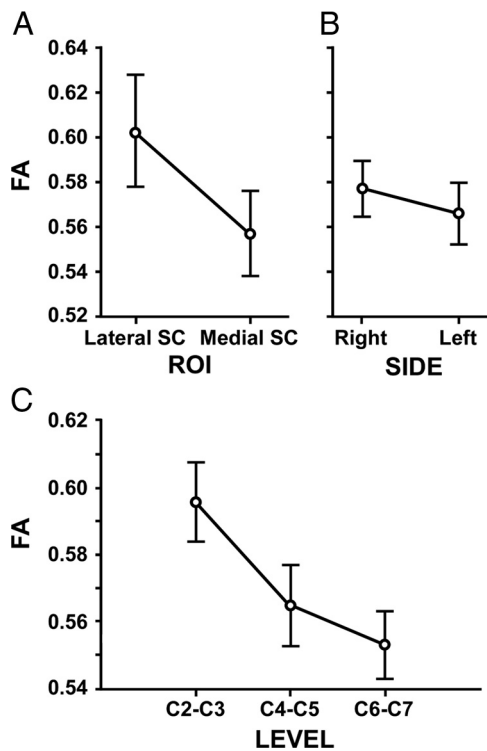 A
B
0.64
0.62
0.60
0.58
0.56
0.54
0.52
FA
Lateral SC Medial SC
ROI
Right Left
SIDE
C
0.62
0.60
0.58
0.56
0.54
FA
C2-C3 C4-C5 C6-C7
LEVEL